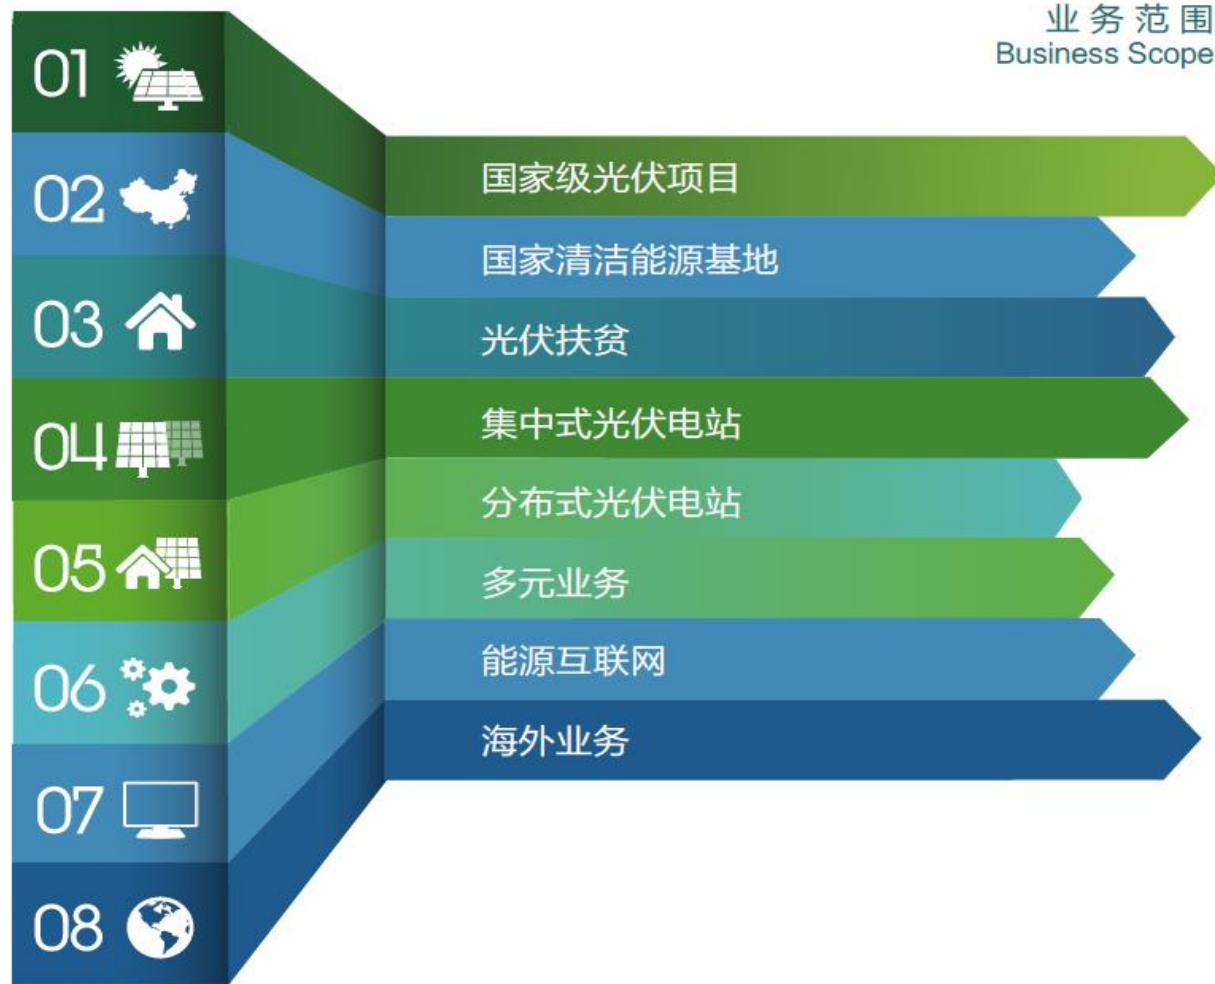 业务范围
Business Scope
01
国家级光伏项目
02
国家清洁能源基地
03
光伏扶贫
04
集中式光伏电站
05
分布式光伏电站
06
多元业务
07
能源互联网
08
海外业务